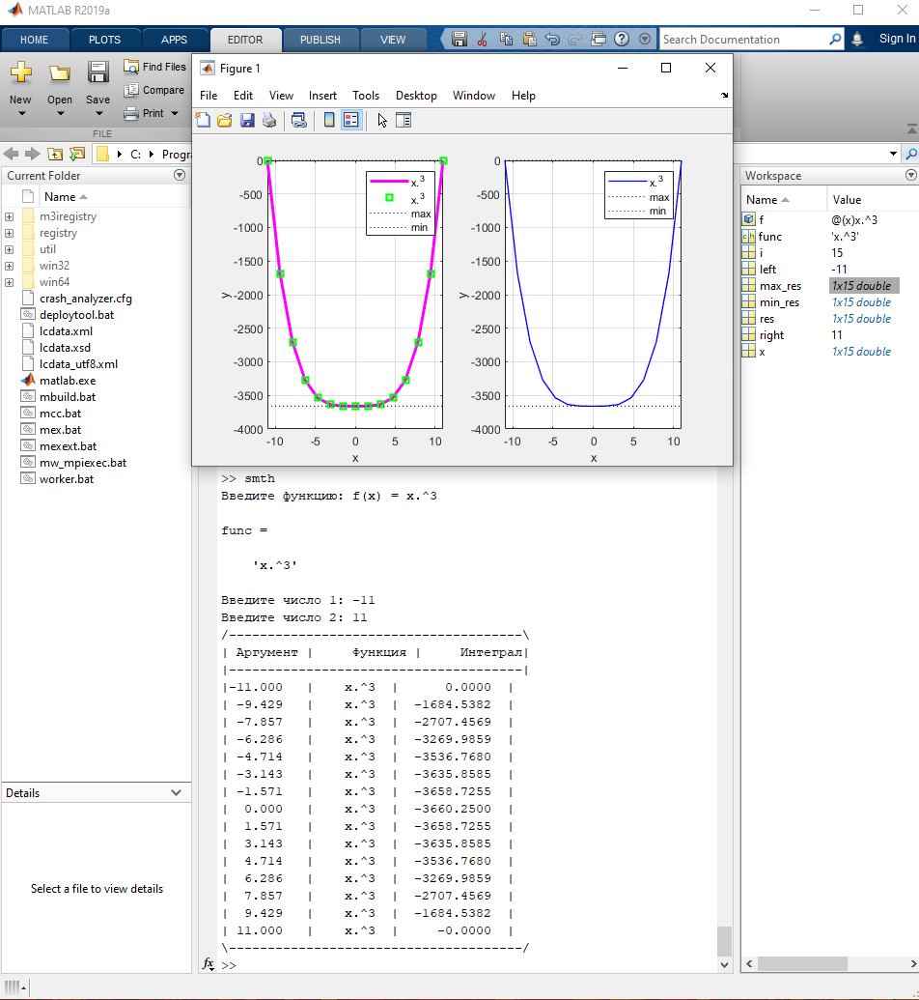 MATLAB R2019a
HOME PLOTS APPS EDITOR PUBLISH VIEW Search Documentation Sign In
New Open Save Find Files Compare Print
FILE
C: Progr
Current Folder
Name
m3iregistry
registry
util
win32
win64
crash_analyzer.cfg
deploytool.bat
lcdata.xml
lcdata.xsd
lcdata_utf8.xml
matlab.exe
mbuild.bat
mcc.bat
mex.bat
mexext.bat
mw_mpiexec.bat
worker.bat
Details
Select a file to view details
Figure 1
File Edit View Insert Tools Desktop Window Help
0
-500
-1000
-1500
-2000
-2500
-3000
-3500
-4000
-10 -5 0 5 10
x
y
x.^3
x.^3
max
min
0
-500
-1000
-1500
-2000
-2500
-3000
-3500
-4000
-10 -5 0 5 10
x
y
x.^3
max
min
>> smth
Введите функцию: f(x) = x.^3
func =
'x.^3'
Введите число 1: -11
Введите число 2: 11
/--------------------------------------\
| Аргумент | Функция | Интеграл|
|--------------------------------------|
|-11.000 | x.^3 | 0.0000 |
| -9.429 | x.^3 | -1684.5382 |
| -7.857 | x.^3 | -2707.4569 |
| -6.286 | x.^3 | -3269.9859 |
| -4.714 | x.^3 | -3536.7680 |
| -3.143 | x.^3 | -3635.8585 |
| -1.571 | x.^3 | -3658.7255 |
| 0.000 | x.^3 | -3660.2500 |
| 1.571 | x.^3 | -3658.7255 |
| 3.143 | x.^3 | -3635.8585 |
| 4.714 | x.^3 | -3536.7680 |
| 6.286 | x.^3 | -3269.9859 |
| 7.857 | x.^3 | -2707.4569 |
| 9.429 | x.^3 | -1684.5382 |
| 11.000 | x.^3 | -0.0000 |
\--------------------------------------/
fx >>
Workspace
Name Value
f @(x)x.^3
func 'x.^3'
i 15
left -11
max_res 1x15 double
min_res 1x15 double
res 1x15 double
right 11
x 1x15 double